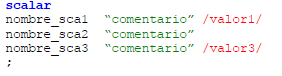 scalar
nombre_sca1 “comentario” /valor1/
nombre_sca2 “comentario”
nombre_sca3 “comentario” /valor3/
;